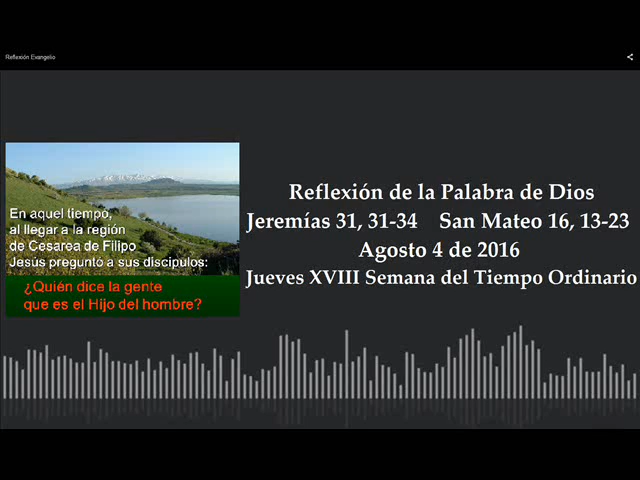 Reflexión Evangelio
En aquel tiempo,
al llegar a la región
de Cesarea de Filipo
Jesús preguntó a sus discípulos:
¿Quién dice la gente
que es el Hijo del hombre?
Reflexión de la Palabra de Dios
Jeremías 31, 31-34 San Mateo 16, 13-23
Agosto 4 de 2016
Jueves XVIII Semana del Tiempo Ordinario